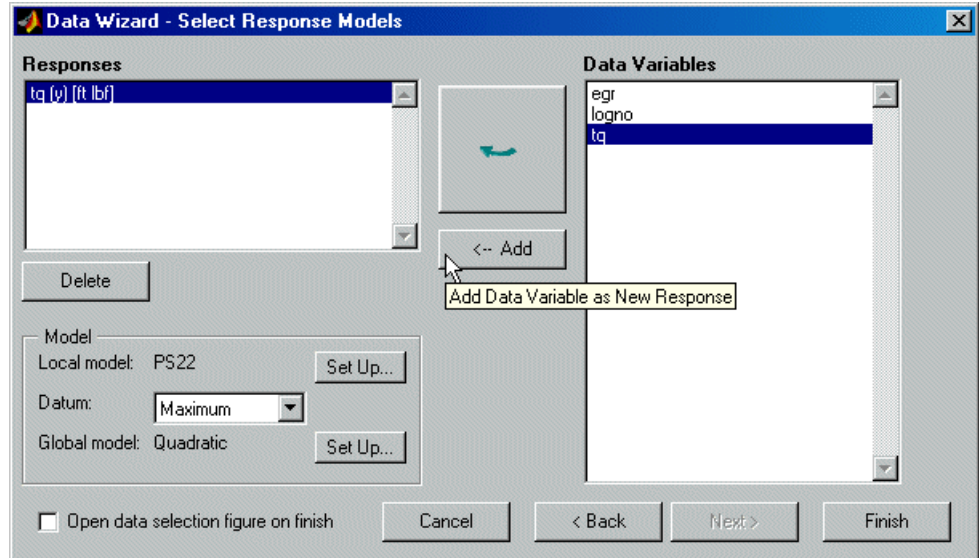 Data Wizard - Select Response Models
Responses
tq (y) [ft lbf]
Data Variables
egr
logno
tq
<-- Add
Add Data Variable as New Response
Delete
Model
Local model: PS22 Set Up...
Datum: Maximum
Global model: Quadratic Set Up...
Open data selection figure on finish
Cancel
< Back
Next >
Finish